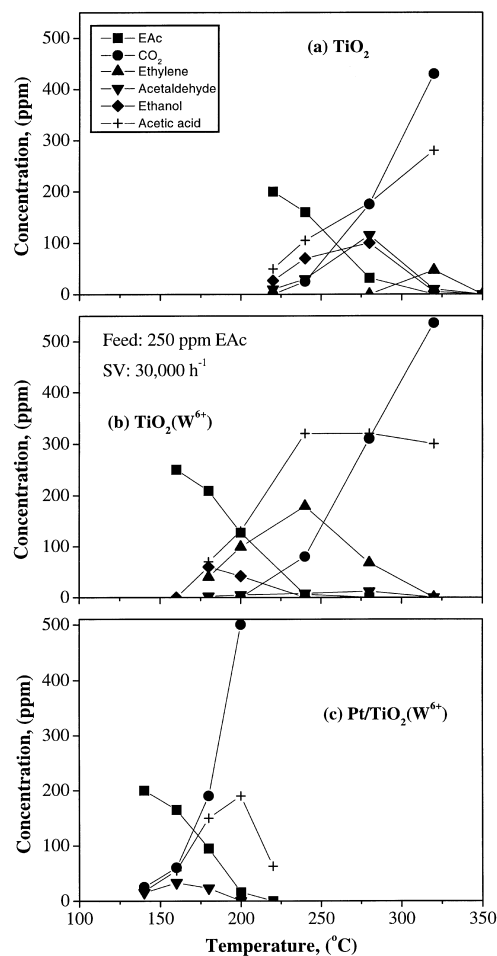 500
400
300
200
100
0
Concentration, (ppm)
EAc
CO₂
Ethylene
Acetaldehyde
Ethanol
Acetic acid
(a) TiO₂
500
400
300
200
100
0
Concentration, (ppm)
Feed: 250 ppm EAc
SV: 30,000 h⁻¹
(b) TiO₂(W⁶⁺)
500
400
300
200
100
0
Concentration, (ppm)
(c) Pt/TiO₂(W⁶⁺)
100 150 200 250 300 350
Temperature, (°C)